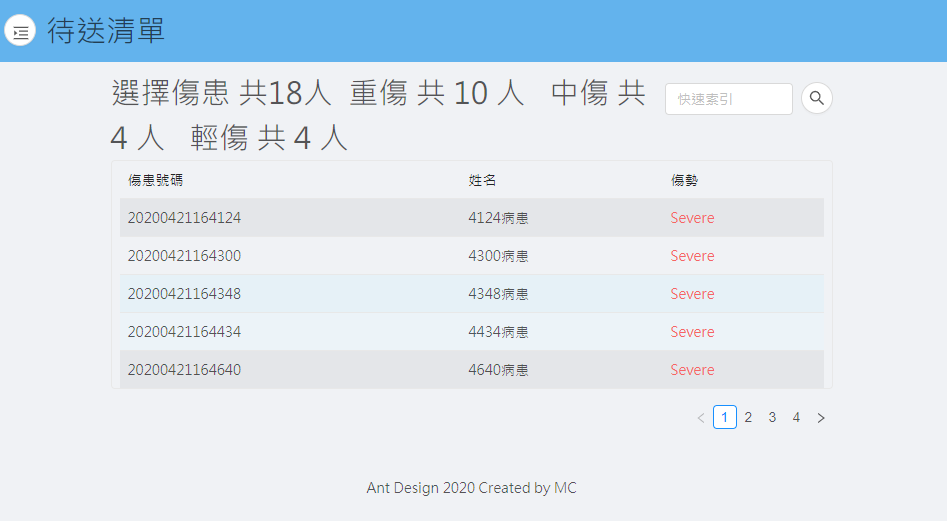 待送清單
選擇傷患 共18人 重傷 共 10 人 中傷 共
4 人 輕傷 共 4 人
快速索引
傷患號碼 姓名 傷勢
20200421164124 4124病患 Severe
20200421164300 4300病患 Severe
20200421164348 4348病患 Severe
20200421164434 4434病患 Severe
20200421164640 4640病患 Severe
< 1 2 3 4 >
Ant Design 2020 Created by MC